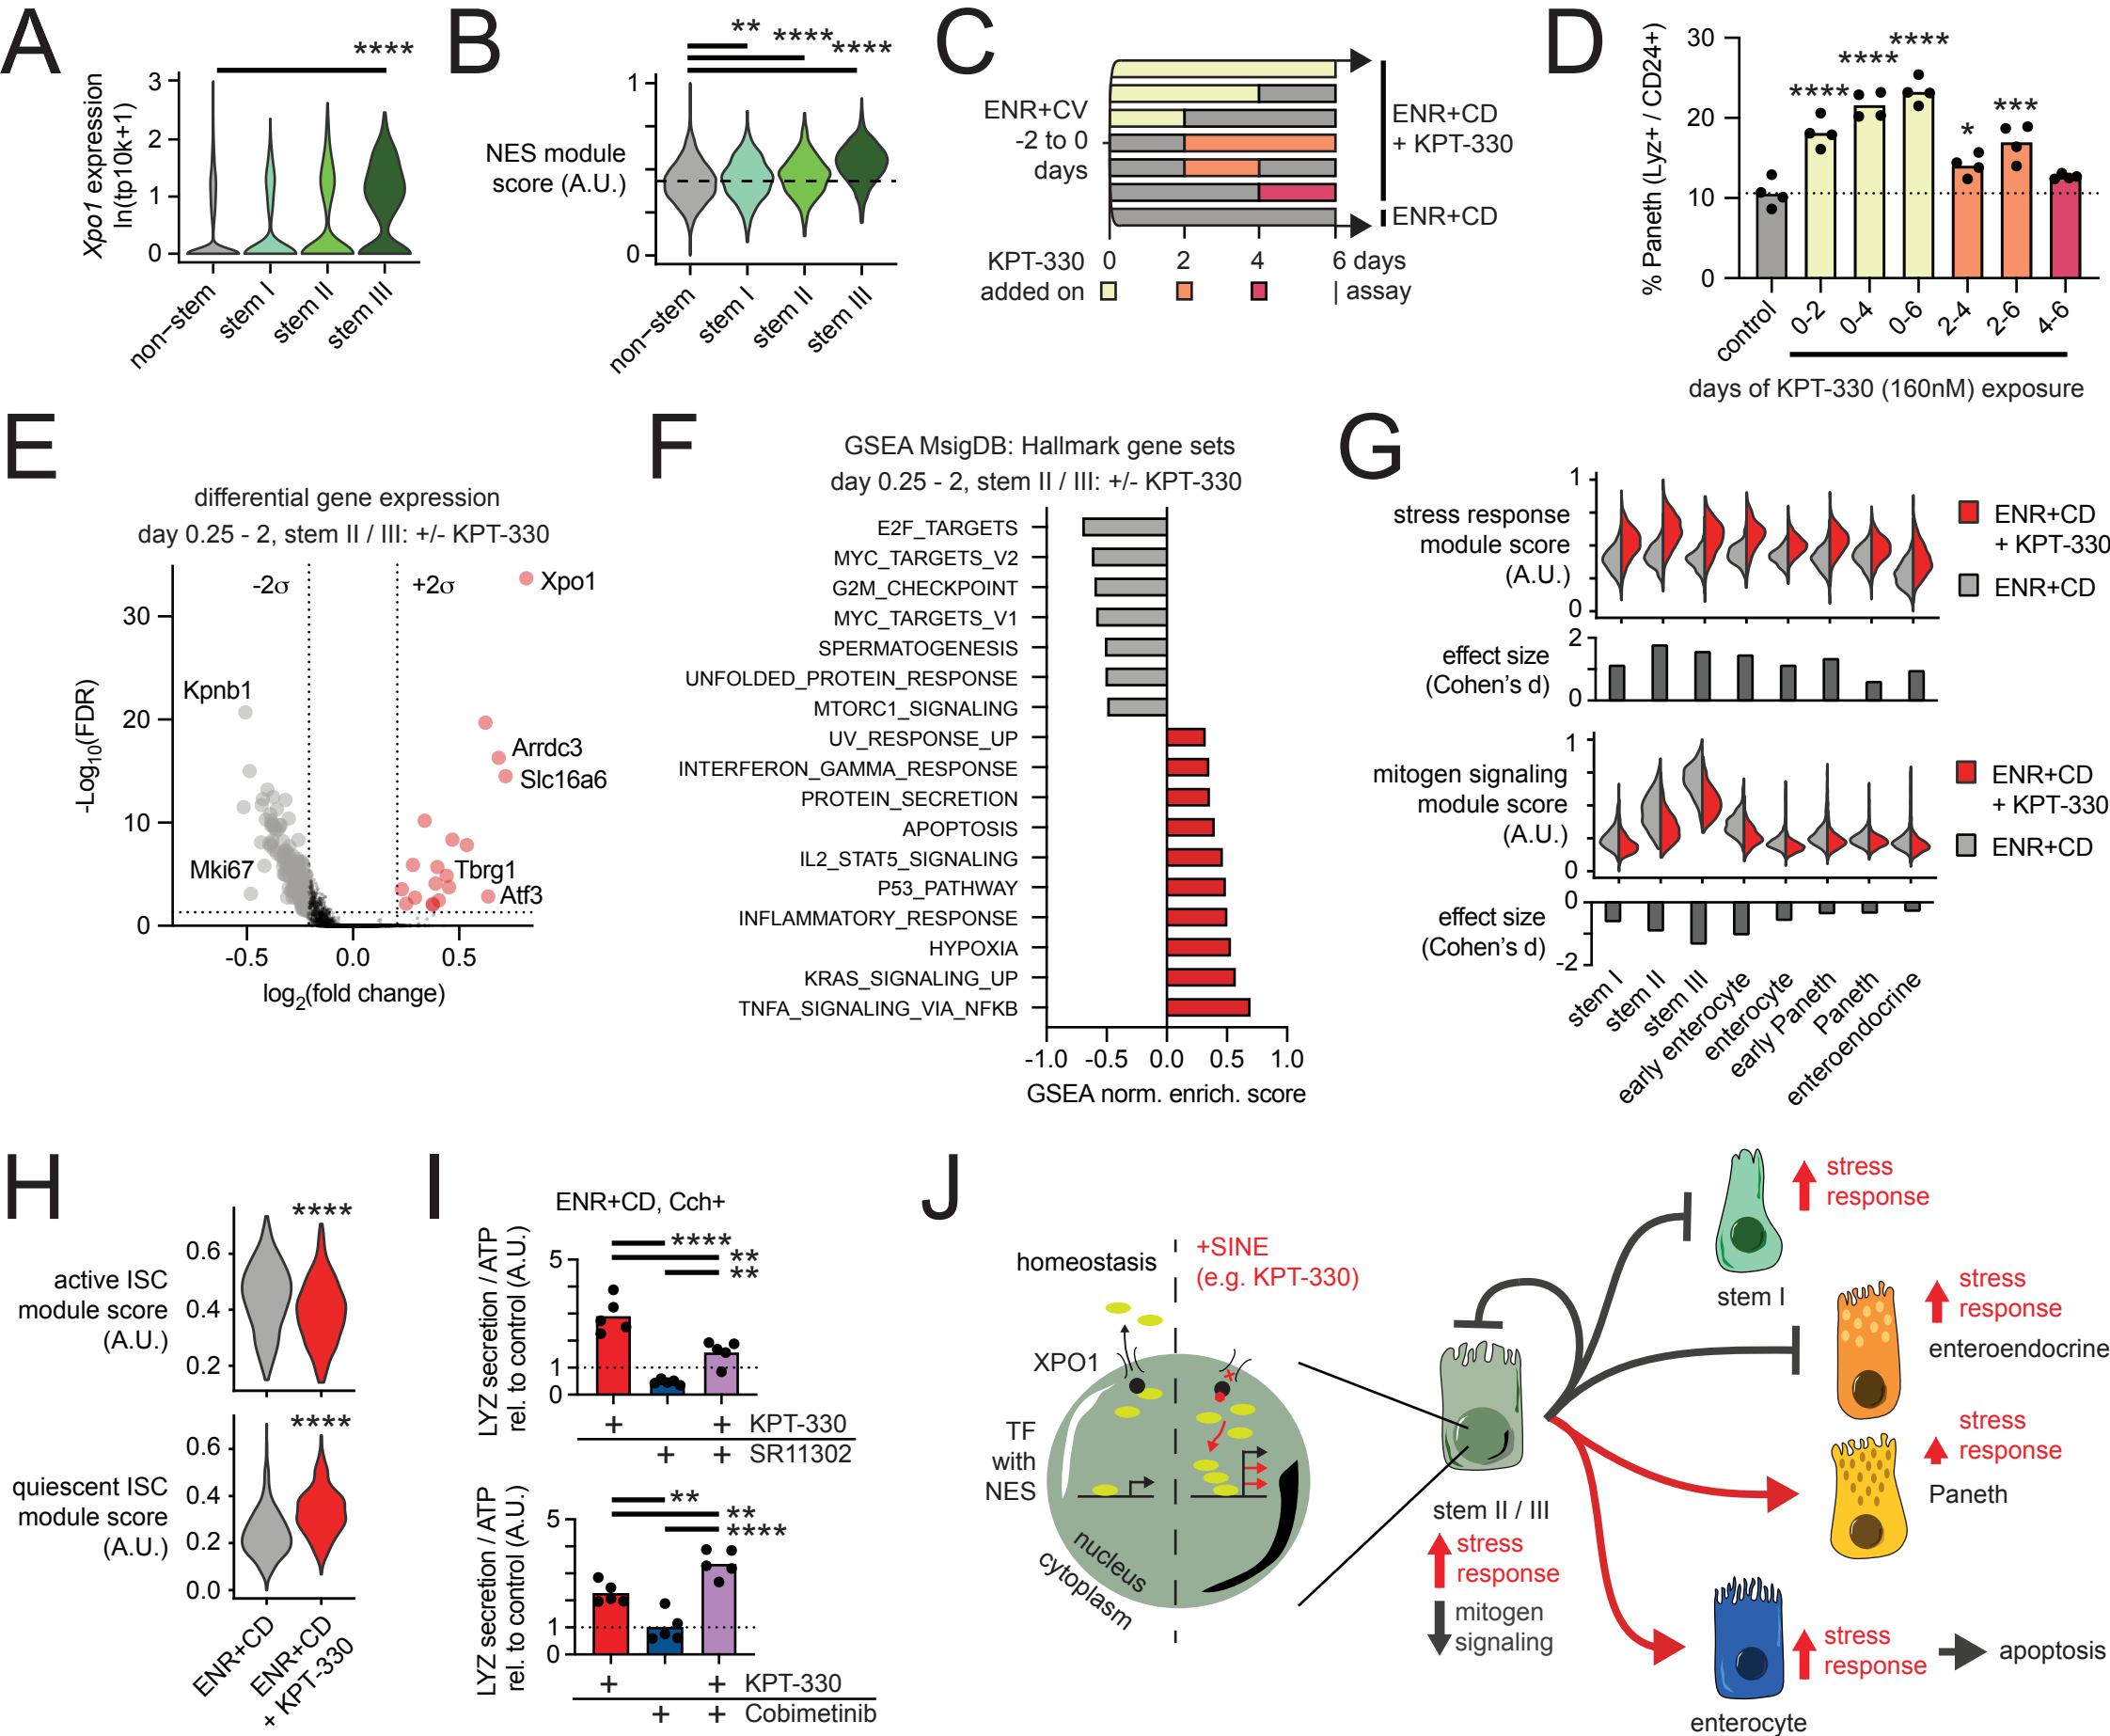 A
Xpo1 expression
ln(tp10k+1)
3
2
1
0
****
non-stem
stem I
stem II
stem III
B
NES module
score (A.U.)
1
0
**
****
****
non-stem
stem I
stem II
stem III
C
ENR+CV
-2 to 0
days
ENR+CD
+ KPT-330
ENR+CD
KPT-330
added on
0
2
4
6 days
| assay
D
% Paneth (Lyz+ / CD24+)
30
20
10
0
****
****
****
*
***
control
0-2
0-4
0-6
2-4
2-6
4-6
days of KPT-330 (160nM) exposure
E
differential gene expression
day 0.25 - 2, stem II / III: +/- KPT-330
-2σ
+2σ
Xpo1
Kpnb1
Arrdc3
Slc16a6
Mki67
Tbrg1
Atf3
-Log10(FDR)
30
20
10
0
-0.5
0.0
0.5
log2(fold change)
F
GSEA MsigDB: Hallmark gene sets
day 0.25 - 2, stem II / III: +/- KPT-330
E2F_TARGETS
MYC_TARGETS_V2
G2M_CHECKPOINT
MYC_TARGETS_V1
SPERMATOGENESIS
UNFOLDED_PROTEIN_RESPONSE
MTORC1_SIGNALING
UV_RESPONSE_UP
INTERFERON_GAMMA_RESPONSE
PROTEIN_SECRETION
APOPTOSIS
IL2_STAT5_SIGNALING
P53_PATHWAY
INFLAMMATORY_RESPONSE
HYPOXIA
KRAS_SIGNALING_UP
TNFA_SIGNALING_VIA_NFKB
-1.0
-0.5
0.0
0.5
1.0
GSEA norm. enrich. score
G
stress response
module score
(A.U.)
1
0
ENR+CD
+ KPT-330
ENR+CD
effect size
(Cohen's d)
2
0
mitogen signaling
module score
(A.U.)
1
0
ENR+CD
+ KPT-330
ENR+CD
effect size
(Cohen's d)
0
-2
stem I
stem II
stem III
early enterocyte
enterocyte
early Paneth
Paneth
enteroendocrine
H
active ISC
module score
(A.U.)
0.6
0.4
0.2
****
quiescent ISC
module score
(A.U.)
0.6
0.4
0.2
0.0
****
ENR+CD
ENR+CD
+ KPT-330
I
ENR+CD, Cch+
LYZ secretion / ATP
rel. to control (A.U.)
5
1
0
****
**
**
+ + KPT-330
+ + SR11302
LYZ secretion / ATP
rel. to control (A.U.)
5
1
0
**
**
****
+ + KPT-330
+ + Cobimetinib
J
homeostasis
+SINE
(e.g. KPT-330)
XPO1
TF
with
NES
nucleus
cytoplasm
stem II / III
stress
response
mitogen
signaling
stress
response
stem I
stress
response
enteroendocrine
stress
response
Paneth
stress
response
apoptosis
enterocyte